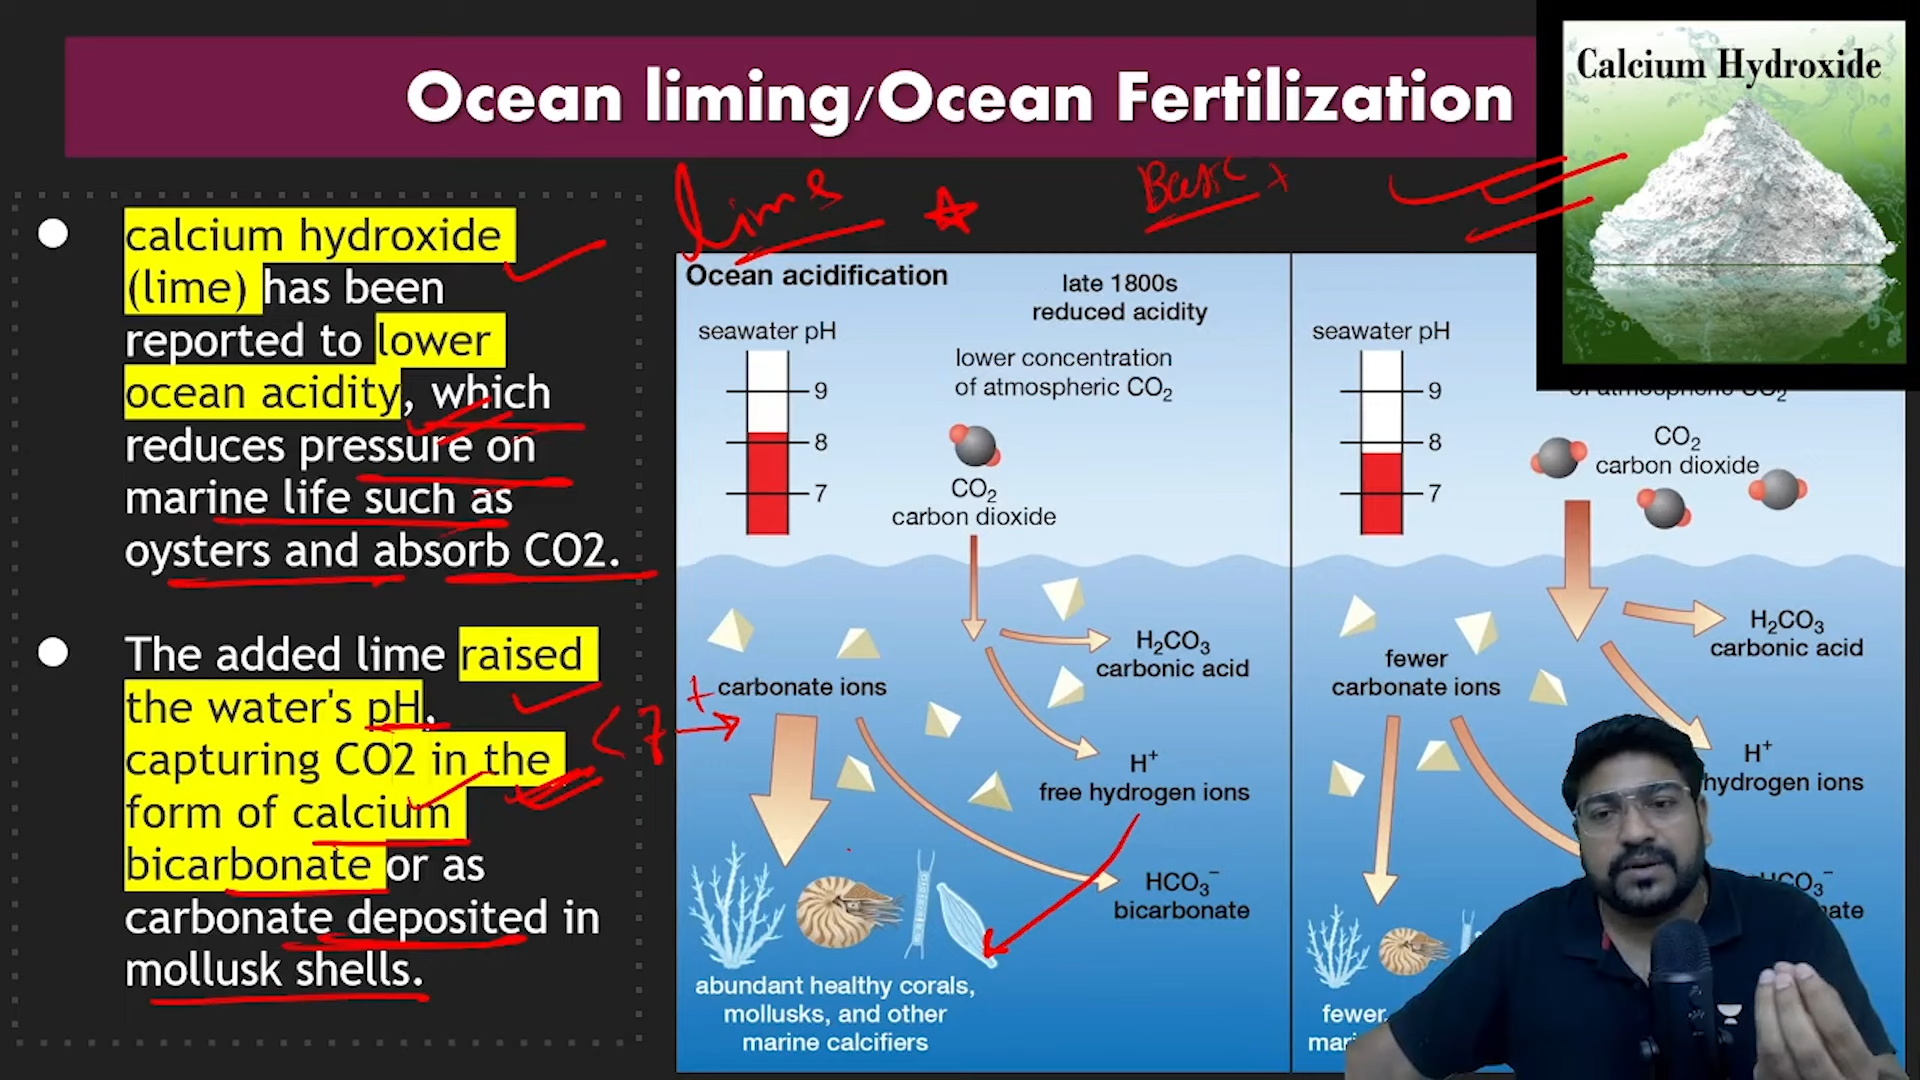 Ocean liming/Ocean Fertilization
Calcium Hydroxide
lime
Basic
calcium hydroxide
(lime) has been
reported to lower
ocean acidity, which
reduces pressure on
marine life such as
oysters and absorb CO2.
The added lime raised
the water's pH,
capturing CO2 in the
form of calcium
bicarbonate or as
carbonate deposited in
mollusk shells.
<7
Ocean acidification
late 1800s
reduced acidity
seawater pH
lower concentration
of atmospheric CO₂
9
8
7
CO₂
carbon dioxide
H₂CO₃
carbonic acid
carbonate ions
H⁺
free hydrogen ions
HCO₃⁻
bicarbonate
abundant healthy corals,
mollusks, and other
marine calcifiers
seawater pH
of atmospheric CO₂
9
8
7
CO₂
carbon dioxide
H₂CO₃
carbonic acid
fewer
carbonate ions
H⁺
hydrogen ions
HCO₃⁻
fewer